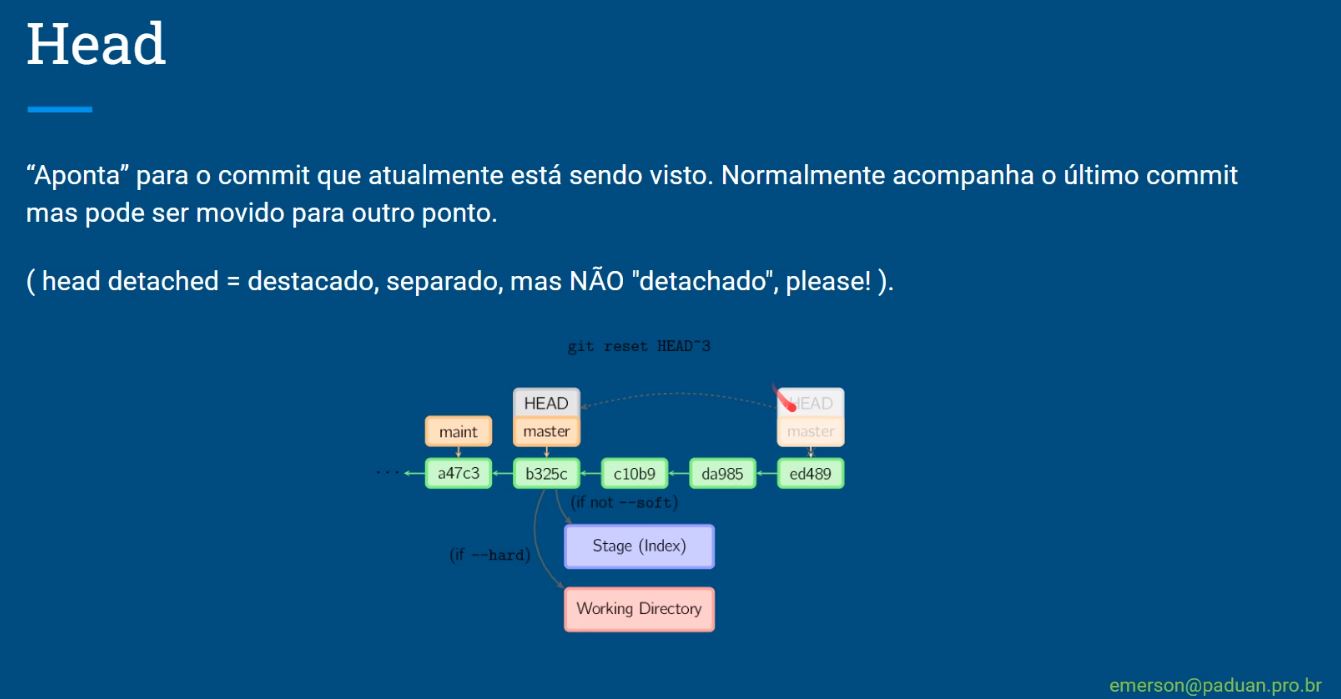 Head
“Aponta” para o commit que atualmente está sendo visto. Normalmente acompanha o último commit
mas pode ser movido para outro ponto.
( head detached = destacado, separado, mas NÃO "detachado", please! ).
git reset HEAD~3
HEAD
HEAD
maint
master
master
...
a47c3
b325c
c10b9
da985
ed489
(if not --soft)
Stage (Index)
(if --hard)
Working Directory
emerson@paduan.pro.br